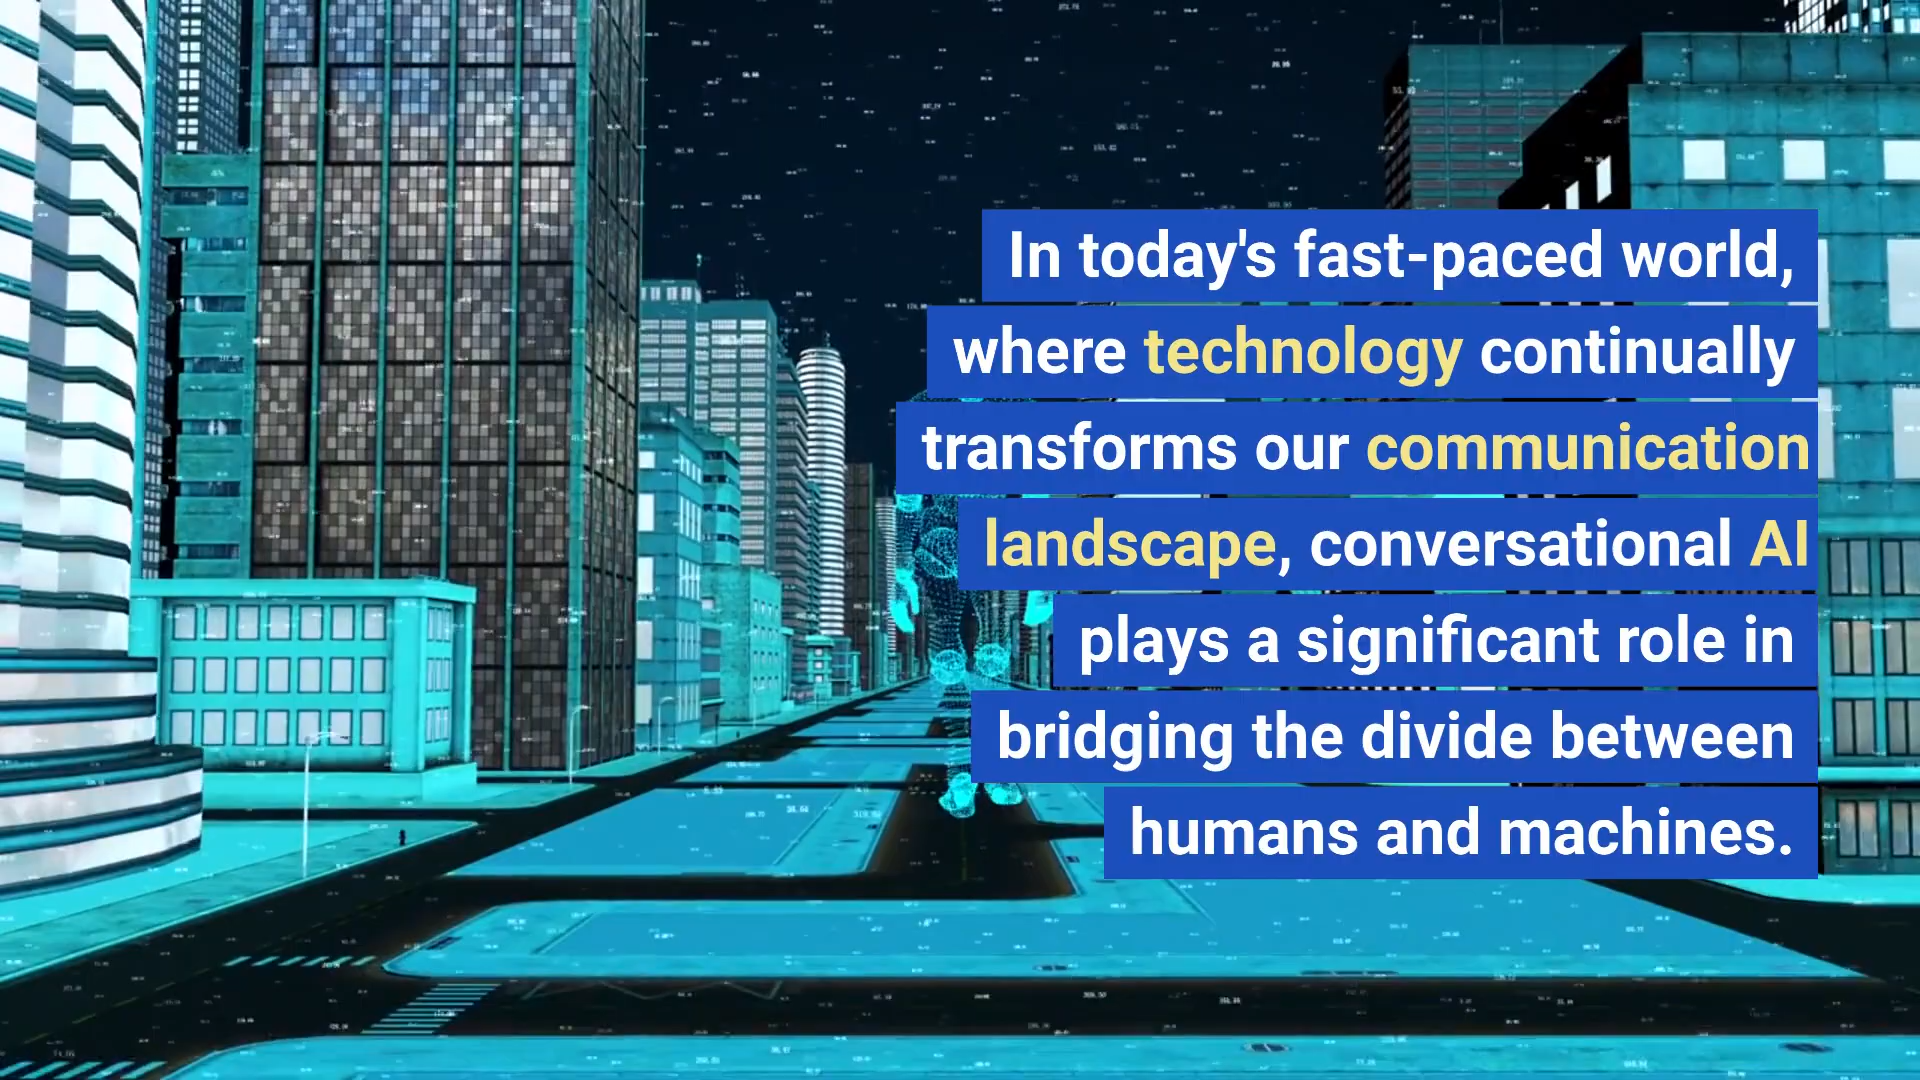 In today's fast-paced world,
where technology continually
transforms our communication
landscape, conversational AI
plays a significant role in
bridging the divide between
humans and machines.